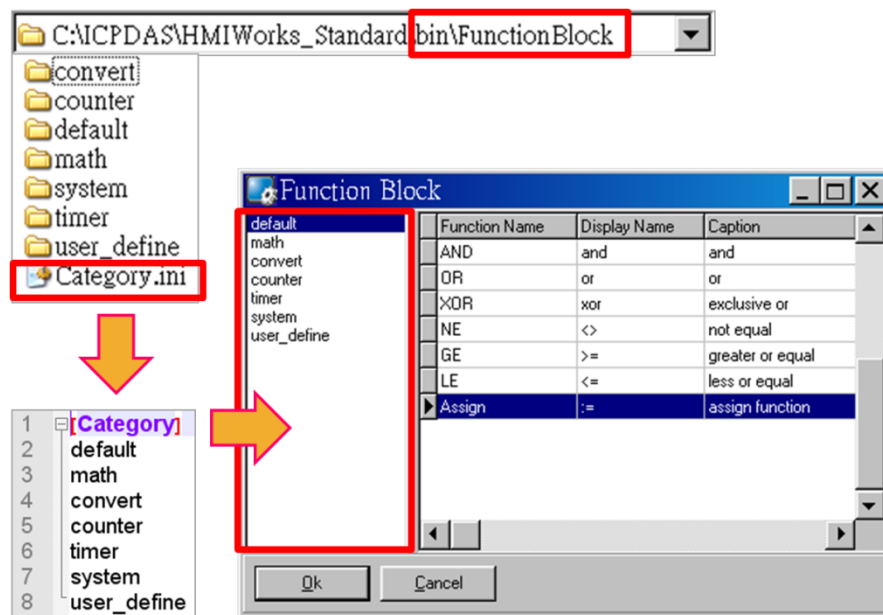 C:\ICPDAS\HMIWorks_Standard\bin\FunctionBlock
convert
counter
default
math
system
timer
user_define
Category.ini
1 [Category]
2 default
3 math
4 convert
5 counter
6 timer
7 system
8 user_define
Function Block
default
math
convert
counter
timer
system
user_define
Function Name Display Name Caption
AND and and
OR or or
XOR xor exclusive or
NE <> not equal
GE >= greater or equal
LE <= less or equal
Assign := assign function
Ok Cancel